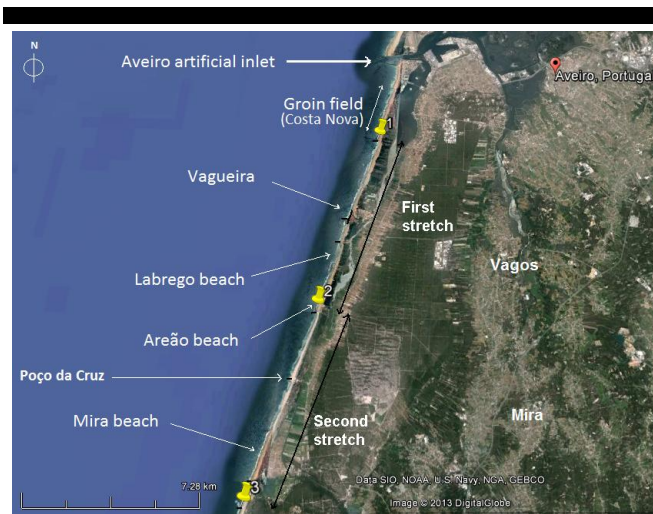 N
Aveiro artificial inlet
Aveiro, Portuga
Groin field
(Costa Nova)
1
Vagueira
First
stretch
Vagos
Labrego beach
2
Areão beach
Poço da Cruz
Mira beach
Second
stretch
Mira
7-28 km
3
Data SIO, NOAA, U.S. Navy, NGA, GEBCO
Image © 2013 DigitalGlobe